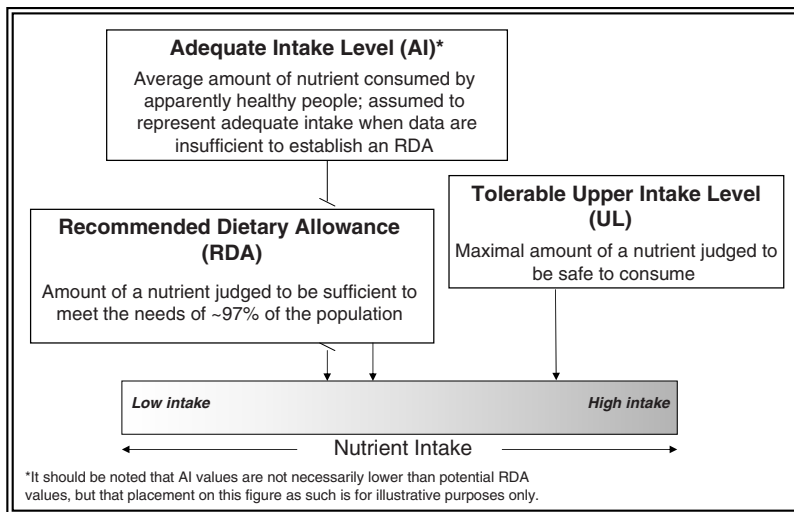 Adequate Intake Level (AI)*
Average amount of nutrient consumed by
apparently healthy people; assumed to
represent adequate intake when data are
insufficient to establish an RDA
Tolerable Upper Intake Level
(UL)
Maximal amount of a nutrient judged to
be safe to consume
Recommended Dietary Allowance
(RDA)
Amount of a nutrient judged to be sufficient to
meet the needs of ~97% of the population
Low intake
High intake
Nutrient Intake
*It should be noted that AI values are not necessarily lower than potential RDA
values, but that placement on this figure as such is for illustrative purposes only.